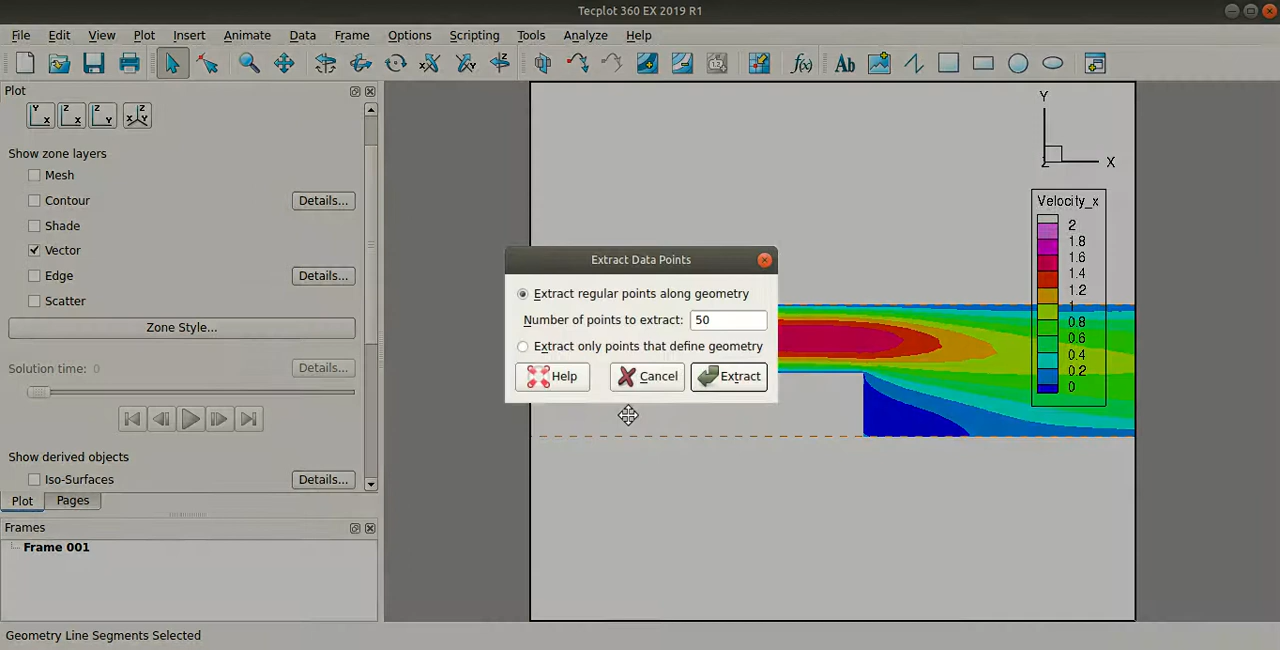 Tecplot 360 EX 2019 R1
File Edit View Plot Insert Animate Data Frame Options Scripting Tools Analyze Help
Plot
Show zone layers
Mesh
Contour Details...
Shade
Vector
Edge Details...
Scatter
Zone Style...
Solution time: 0 Details...
Show derived objects
Iso-Surfaces Details...
Plot Pages
Frames
Frame 001
Geometry Line Segments Selected
Extract Data Points
Extract regular points along geometry
Number of points to extract: 50
Extract only points that define geometry
Help Cancel Extract
Y
X
Z
Velocity_x
2
1.8
1.6
1.4
1.2
1
0.8
0.6
0.4
0.2
0